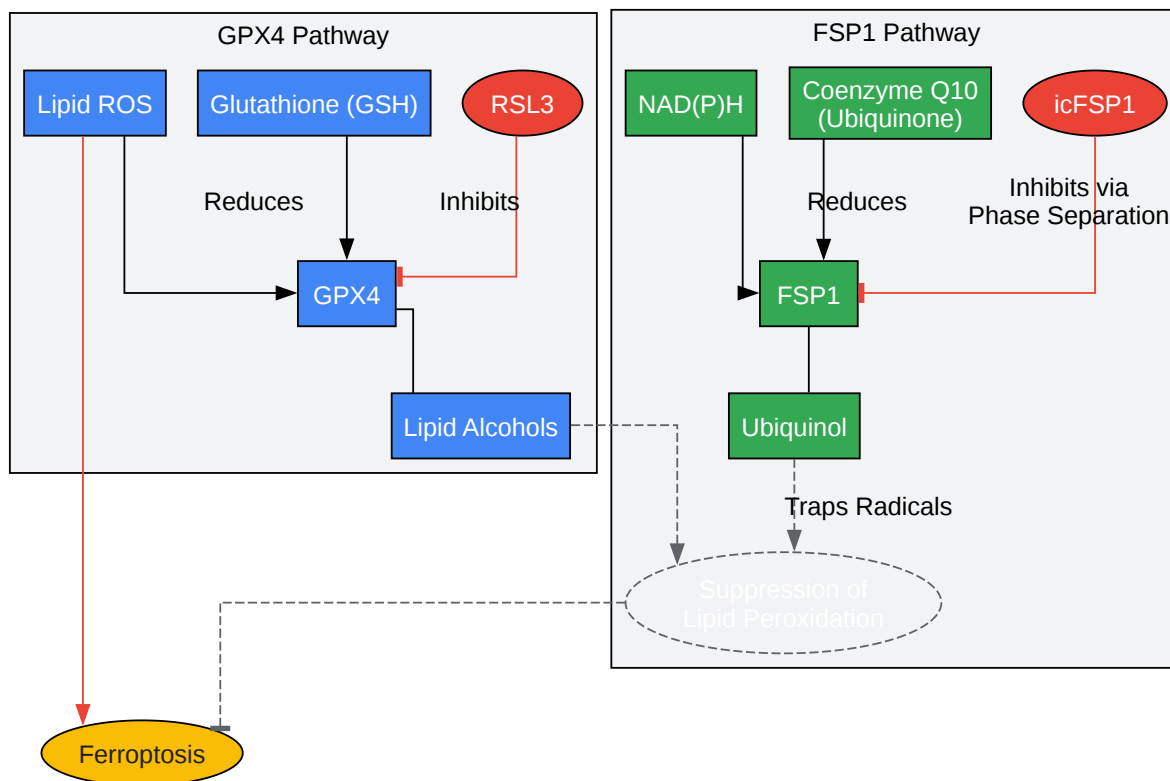 GPX4 Pathway
FSP1 Pathway
Lipid ROS
Glutathione (GSH)
RSL3
NAD(P)H
Coenzyme Q10
(Ubiquinone)
icFSP1
Reduces
Inhibits
Reduces
Inhibits via
Phase Separation
GPX4
FSP1
Lipid Alcohols
Ubiquinol
Traps Radicals
Suppression of
Lipid Peroxidation
Ferroptosis